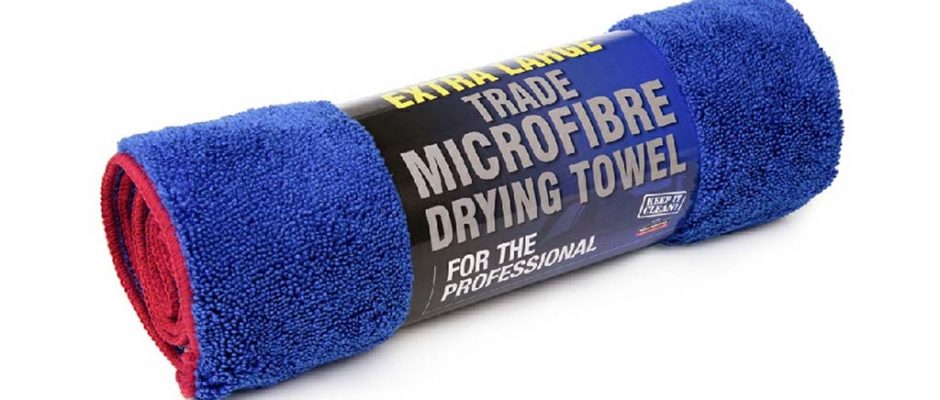 EXTRA LARGE
TRADE
MICROFIBRE
DRYING TOWEL
KEEP IT
CLEAN!
FOR THE
PROFESSIONAL